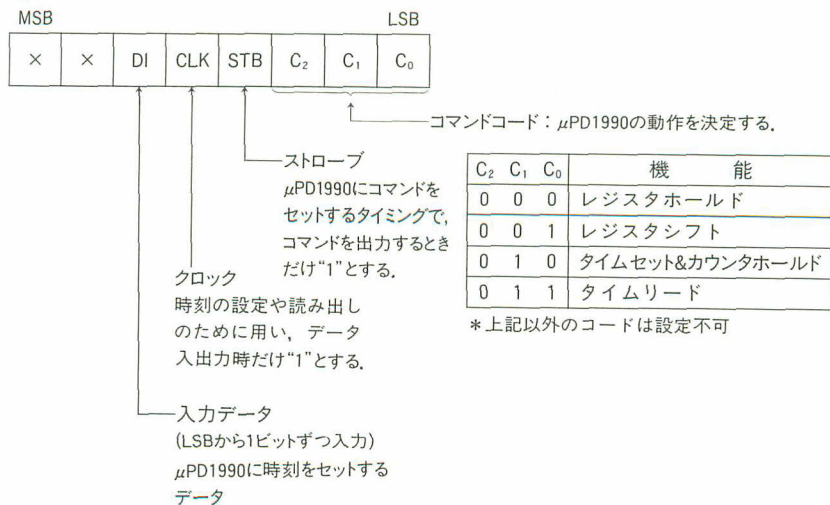 MSB LSB
× × DI CLK STB C₂ C₁ C₀
コマンドコード：μPD1990の動作を決定する.
ストローブ
μPD1990にコマンドを
セットするタイミングで,
コマンドを出力するとき
だけ“1”とする.
C₂ C₁ C₀ 機 能
0 0 0 レジスタホールド
0 0 1 レジスタシフト
0 1 0 タイムセット&カウンタホールド
0 1 1 タイムリード
＊上記以外のコードは設定不可
クロック
時刻の設定や読み出し
のために用い, データ
入出力時だけ“1”とする.
入力データ
(LSBから1ビットずつ入力)
μPD1990に時刻をセットする
データ